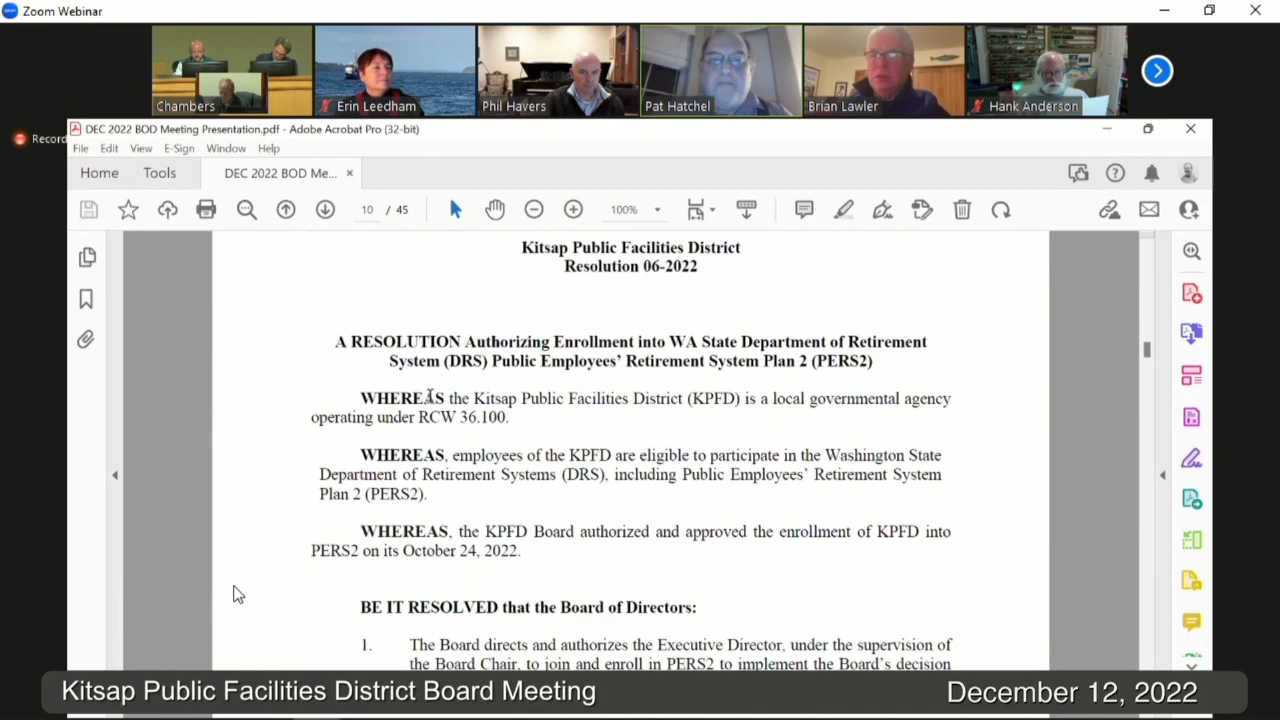 Zoom Webinar
Chambers
Erin Leedham
Phil Havers
Pat Hatchel
Brian Lawler
Hank Anderson
Record
DEC 2022 BOD Meeting Presentation.pdf - Adobe Acrobat Pro (32-bit)
File Edit View E-Sign Window Help
Home Tools DEC 2022 BOD Me... ×
10 / 45 100%
Kitsap Public Facilities District
Resolution 06-2022
A RESOLUTION Authorizing Enrollment into WA State Department of Retirement
System (DRS) Public Employees' Retirement System Plan 2 (PERS2)
WHEREAS the Kitsap Public Facilities District (KPFD) is a local governmental agency
operating under RCW 36.100.
WHEREAS, employees of the KPFD are eligible to participate in the Washington State
Department of Retirement Systems (DRS), including Public Employees' Retirement System
Plan 2 (PERS2).
WHEREAS, the KPFD Board authorized and approved the enrollment of KPFD into
PERS2 on its October 24, 2022.
BE IT RESOLVED that the Board of Directors:
1. The Board directs and authorizes the Executive Director, under the supervision of
the Board Chair, to join and enroll in PERS2 to implement the Board's decision
Kitsap Public Facilities District Board Meeting December 12, 2022